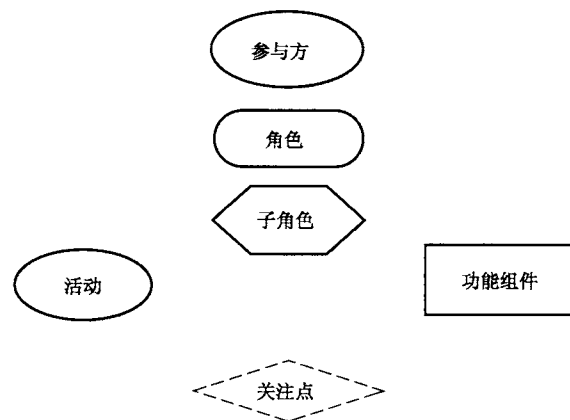 参与方
角色
子角色
活动
功能组件
关注点